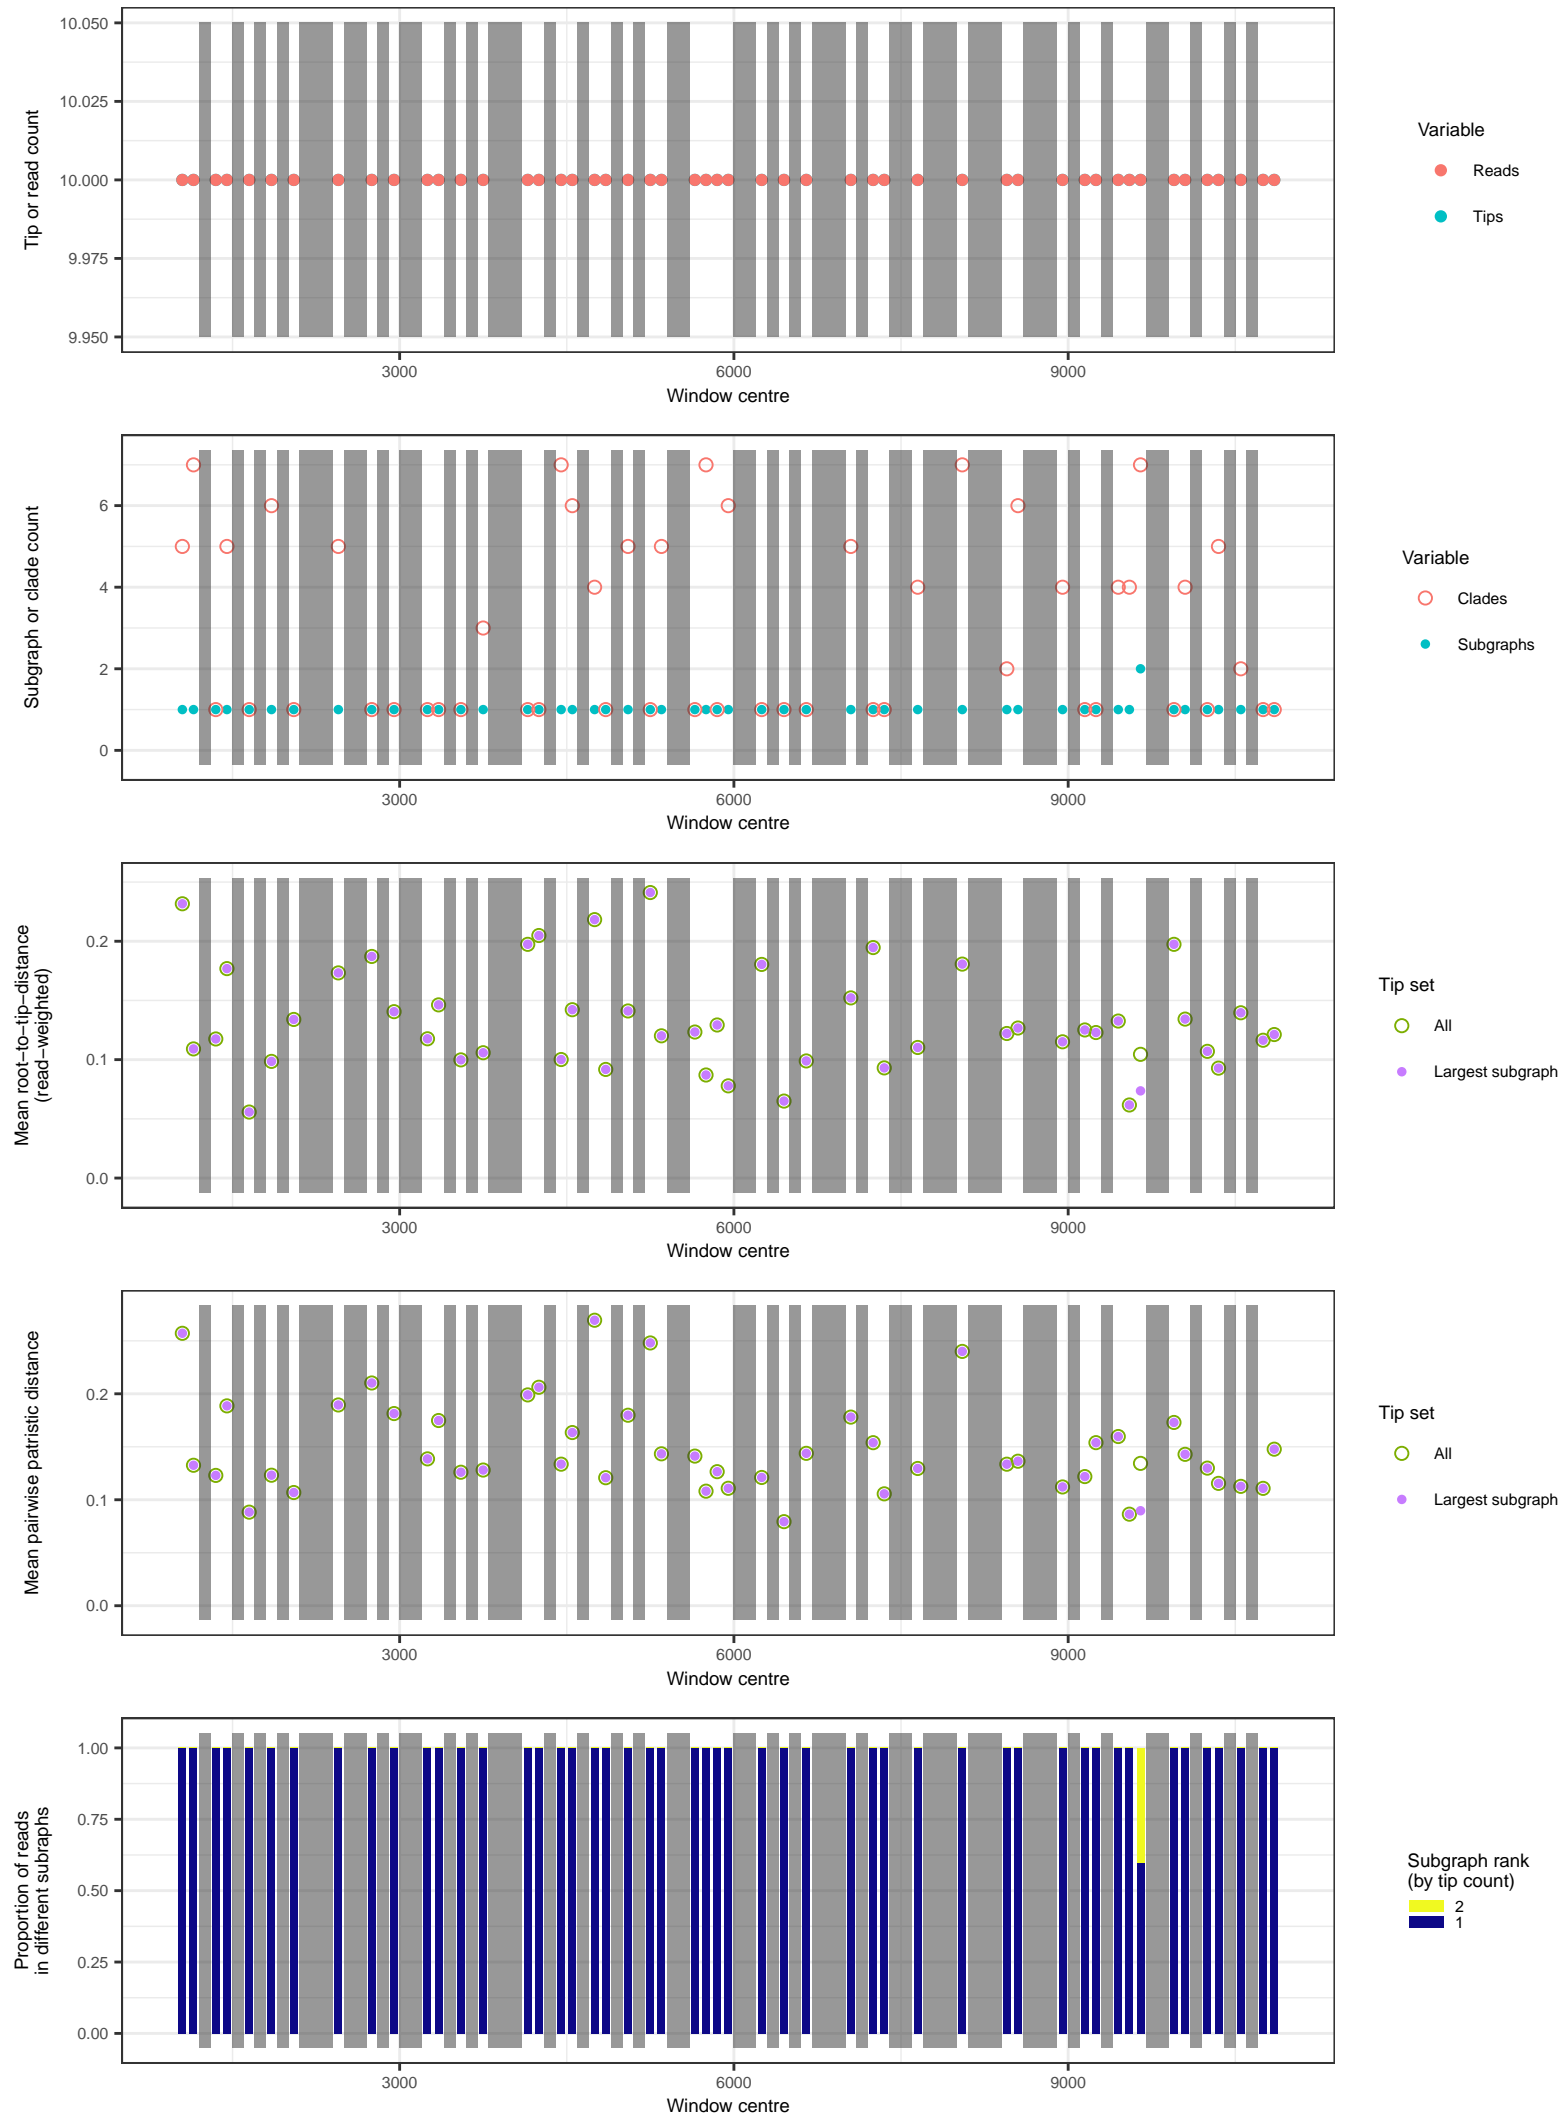 10.050
10.025
10.000
9.975
9.950
Tip or read count
3000
6000
9000
Window centre
Variable
Reads
Tips
6
4
2
0
Subgraph or clade count
3000
6000
9000
Window centre
Variable
Clades
Subgraphs
0.2
0.1
0.0
Mean root−to−tip−distance
(read−weighted)
3000
6000
9000
Window centre
Tip set
All
Largest subgraph
0.2
0.1
0.0
Mean pairwise patristic distance
3000
6000
9000
Window centre
Tip set
All
Largest subgraph
1.00
0.75
0.50
0.25
0.00
Proportion of reads
in different subraphs
3000
6000
9000
Window centre
Subgraph rank
(by tip count)
2
1